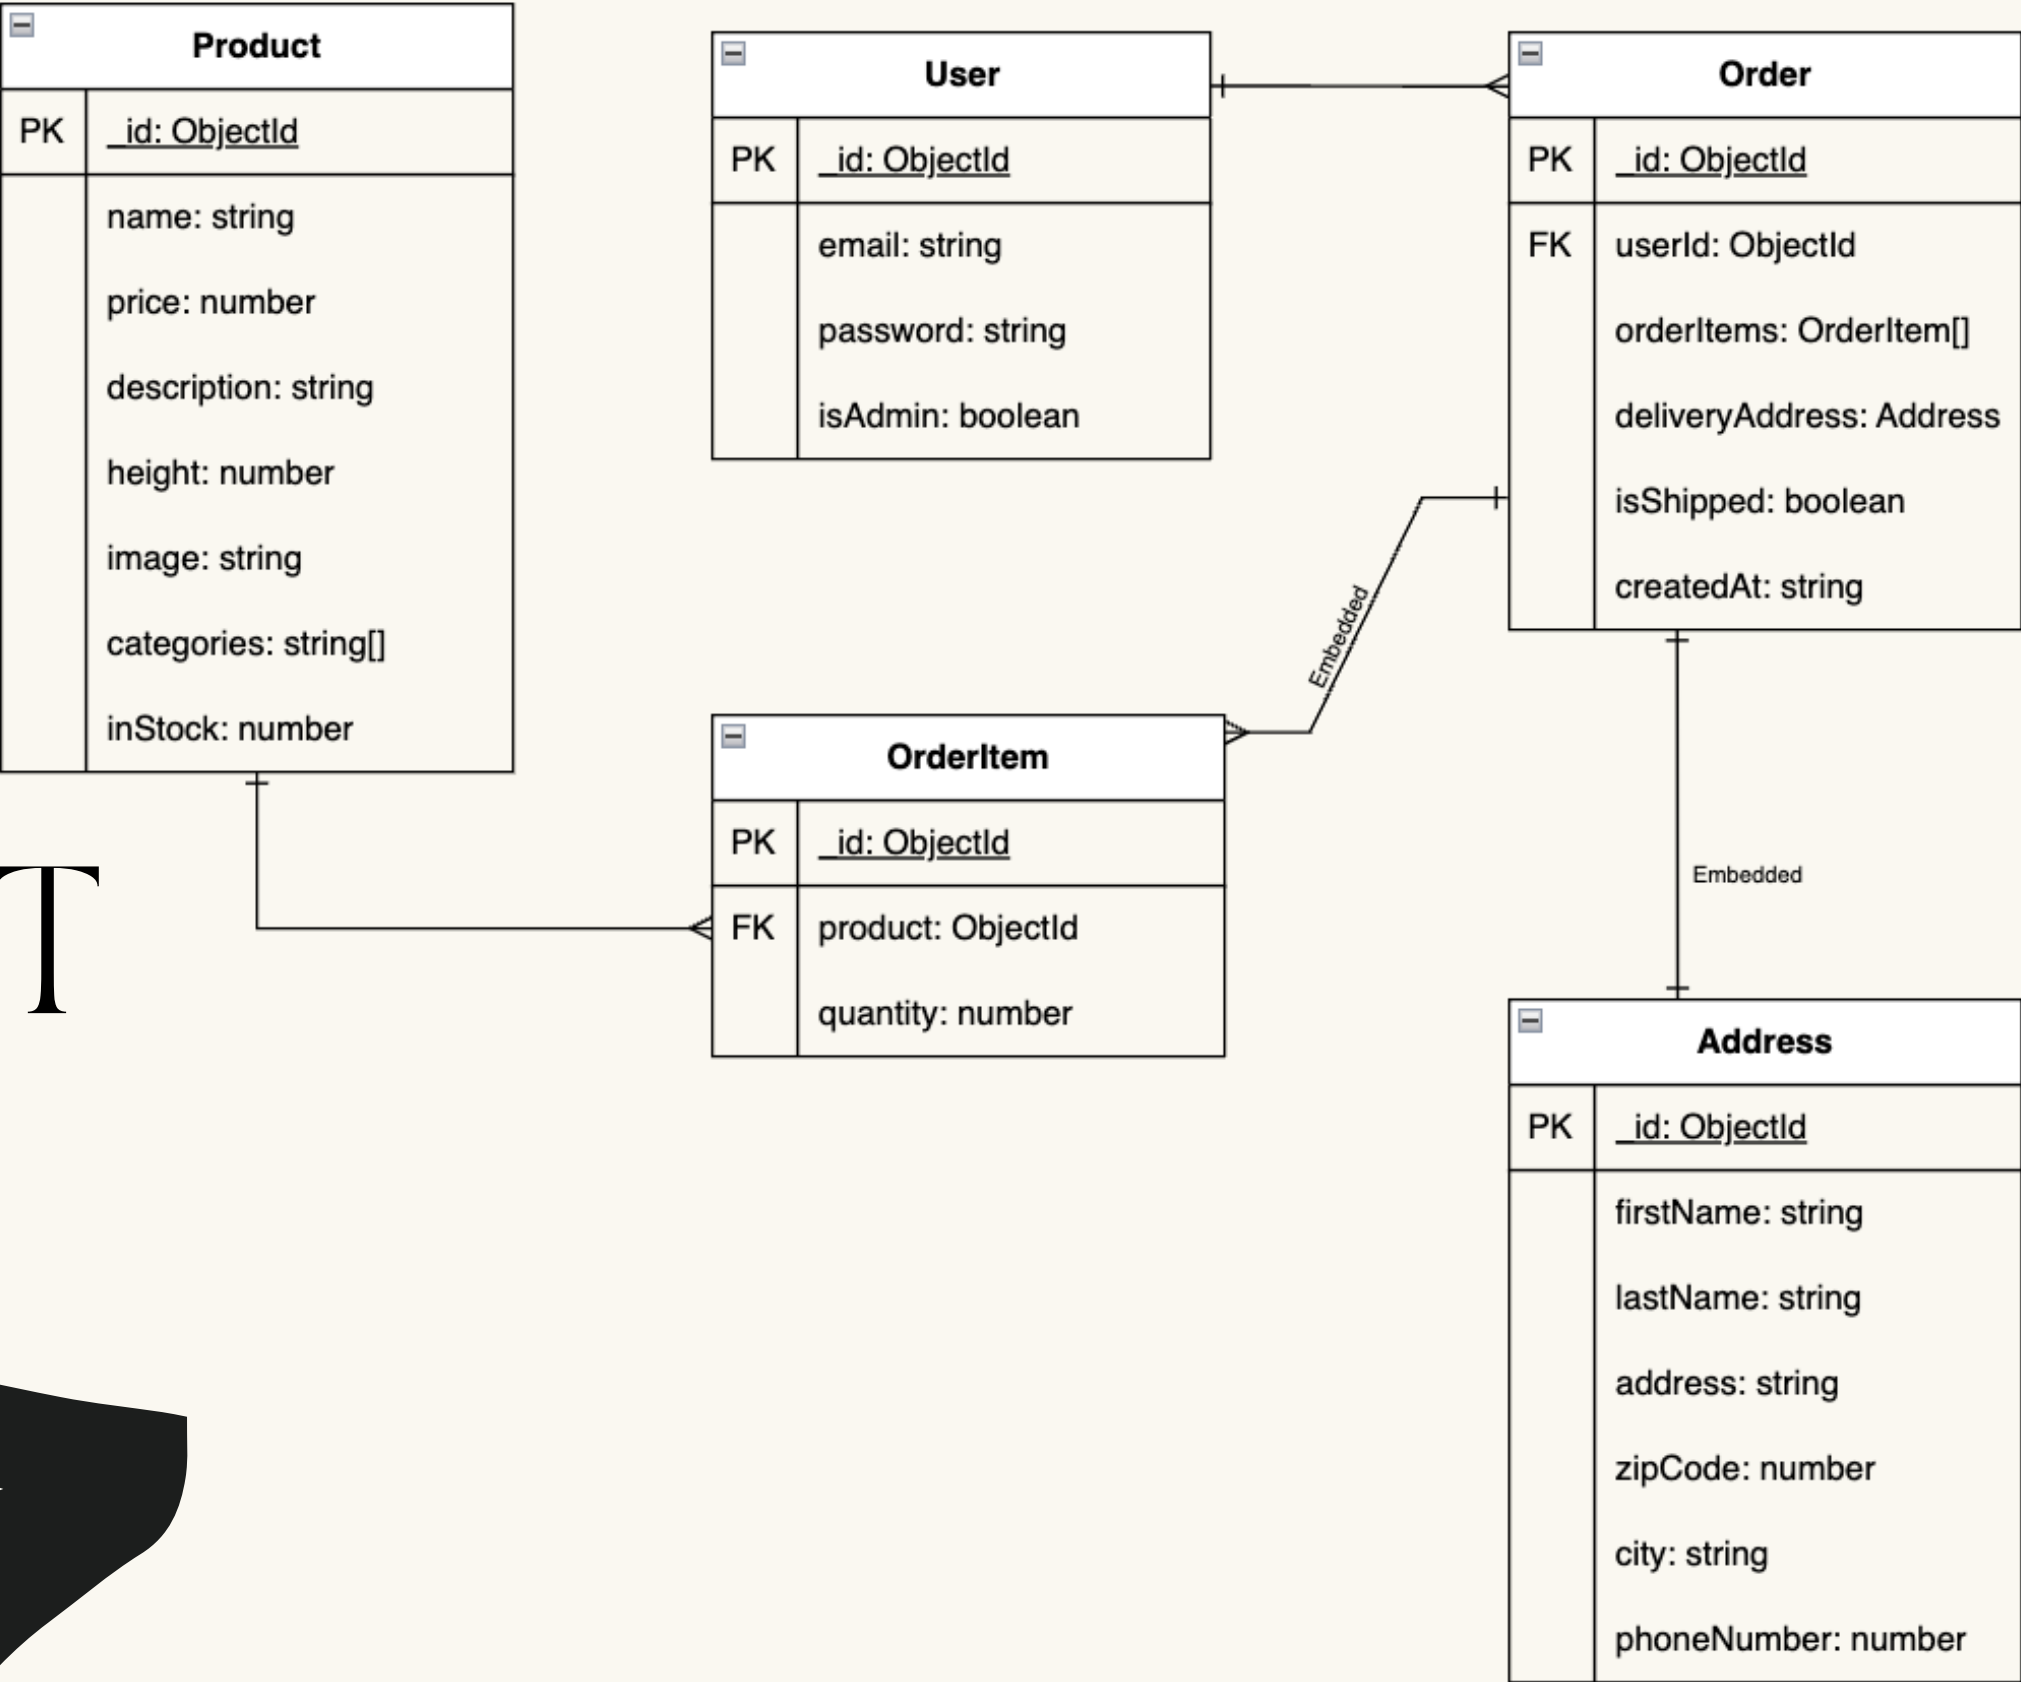 Product
PK _id: ObjectId
name: string
price: number
description: string
height: number
image: string
categories: string[]
inStock: number
User
PK _id: ObjectId
email: string
password: string
isAdmin: boolean
Order
PK _id: ObjectId
FK userId: ObjectId
orderItems: OrderItem[]
deliveryAddress: Address
isShipped: boolean
createdAt: string
Embedded
OrderItem
PK _id: ObjectId
FK product: ObjectId
quantity: number
Embedded
Address
PK _id: ObjectId
firstName: string
lastName: string
address: string
zipCode: number
city: string
phoneNumber: number
T